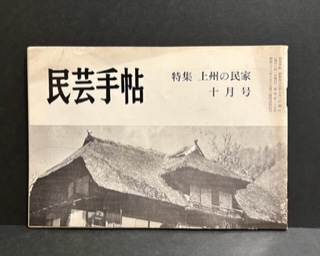 民芸手帖
特集 上州の民家
十月号